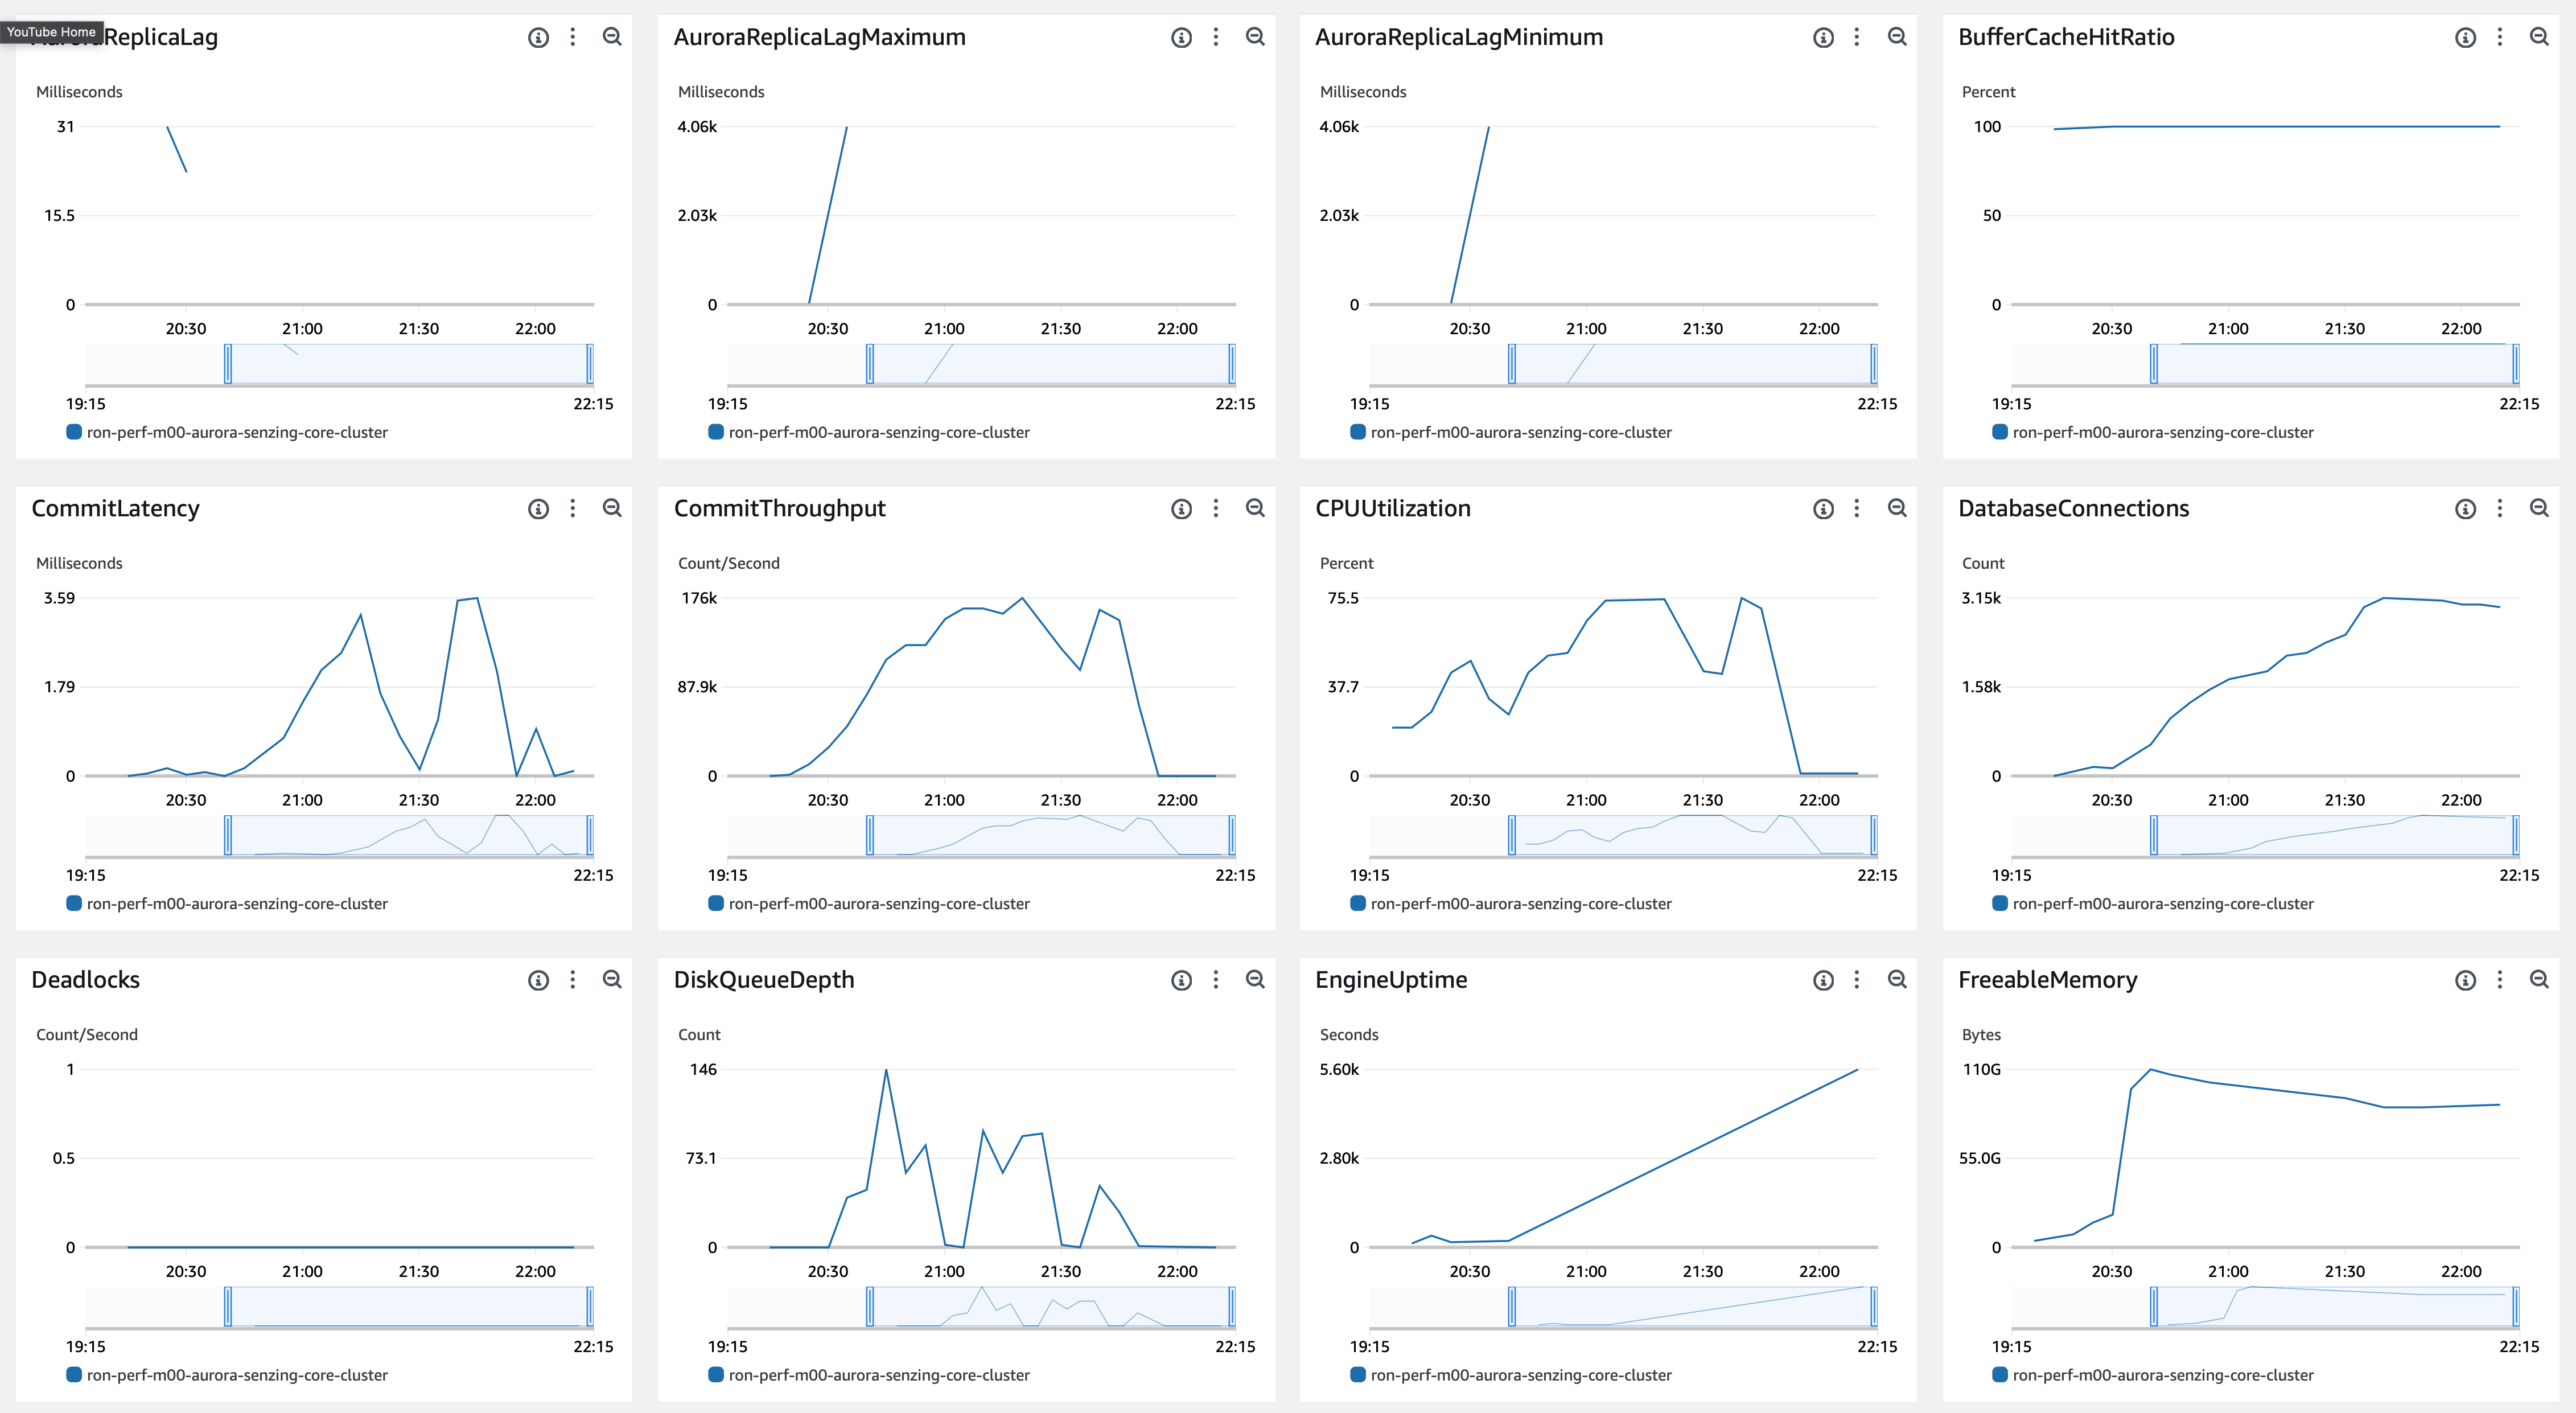 YouTube Home
ReplicaLag
Milliseconds
31
15.5
0
20:30 21:00 21:30 22:00
19:15 22:15
ron-perf-m00-aurora-senzing-core-cluster
AuroraReplicaLagMaximum
Milliseconds
4.06k
2.03k
0
20:30 21:00 21:30 22:00
19:15 22:15
ron-perf-m00-aurora-senzing-core-cluster
AuroraReplicaLagMinimum
Milliseconds
4.06k
2.03k
0
20:30 21:00 21:30 22:00
19:15 22:15
ron-perf-m00-aurora-senzing-core-cluster
BufferCacheHitRatio
Percent
100
50
0
20:30 21:00 21:30 22:00
19:15 22:15
ron-perf-m00-aurora-senzing-core-cluster
CommitLatency
Milliseconds
3.59
1.79
0
20:30 21:00 21:30 22:00
19:15 22:15
ron-perf-m00-aurora-senzing-core-cluster
CommitThroughput
Count/Second
176k
87.9k
0
20:30 21:00 21:30 22:00
19:15 22:15
ron-perf-m00-aurora-senzing-core-cluster
CPUUtilization
Percent
75.5
37.7
0
20:30 21:00 21:30 22:00
19:15 22:15
ron-perf-m00-aurora-senzing-core-cluster
DatabaseConnections
Count
3.15k
1.58k
0
20:30 21:00 21:30 22:00
19:15 22:15
ron-perf-m00-aurora-senzing-core-cluster
Deadlocks
Count/Second
1
0.5
0
20:30 21:00 21:30 22:00
19:15 22:15
ron-perf-m00-aurora-senzing-core-cluster
DiskQueueDepth
Count
146
73.1
0
20:30 21:00 21:30 22:00
19:15 22:15
ron-perf-m00-aurora-senzing-core-cluster
EngineUptime
Seconds
5.60k
2.80k
0
20:30 21:00 21:30 22:00
19:15 22:15
ron-perf-m00-aurora-senzing-core-cluster
FreeableMemory
Bytes
110G
55.0G
0
20:30 21:00 21:30 22:00
19:15 22:15
ron-perf-m00-aurora-senzing-core-cluster